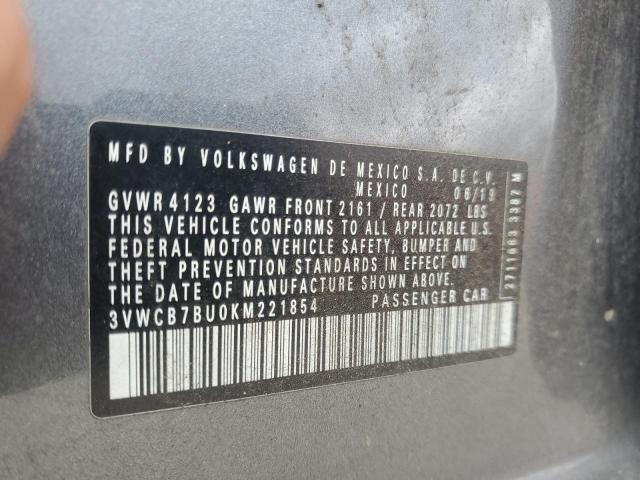 MFD BY VOLKSWAGEN DE MEXICO S.A. DE C.V.
MEXICO 06/19
GVWR 4123 GAWR FRONT 2161 / REAR 2072 LBS
THIS VEHICLE CONFORMS TO ALL APPLICABLE U.S.
FEDERAL MOTOR VEHICLE SAFETY, BUMPER AND
THEFT PREVENTION STANDARDS IN EFFECT ON
THE DATE OF MANUFACTURE SHOWN ABOVE.
3VWCB7BU0KM221854 PASSENGER CAR
M